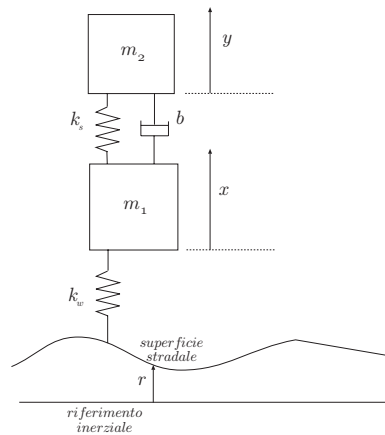 y
m₂
kₛ
b
x
m₁
k_w
superficie
stradale
r
riferimento
inerziale